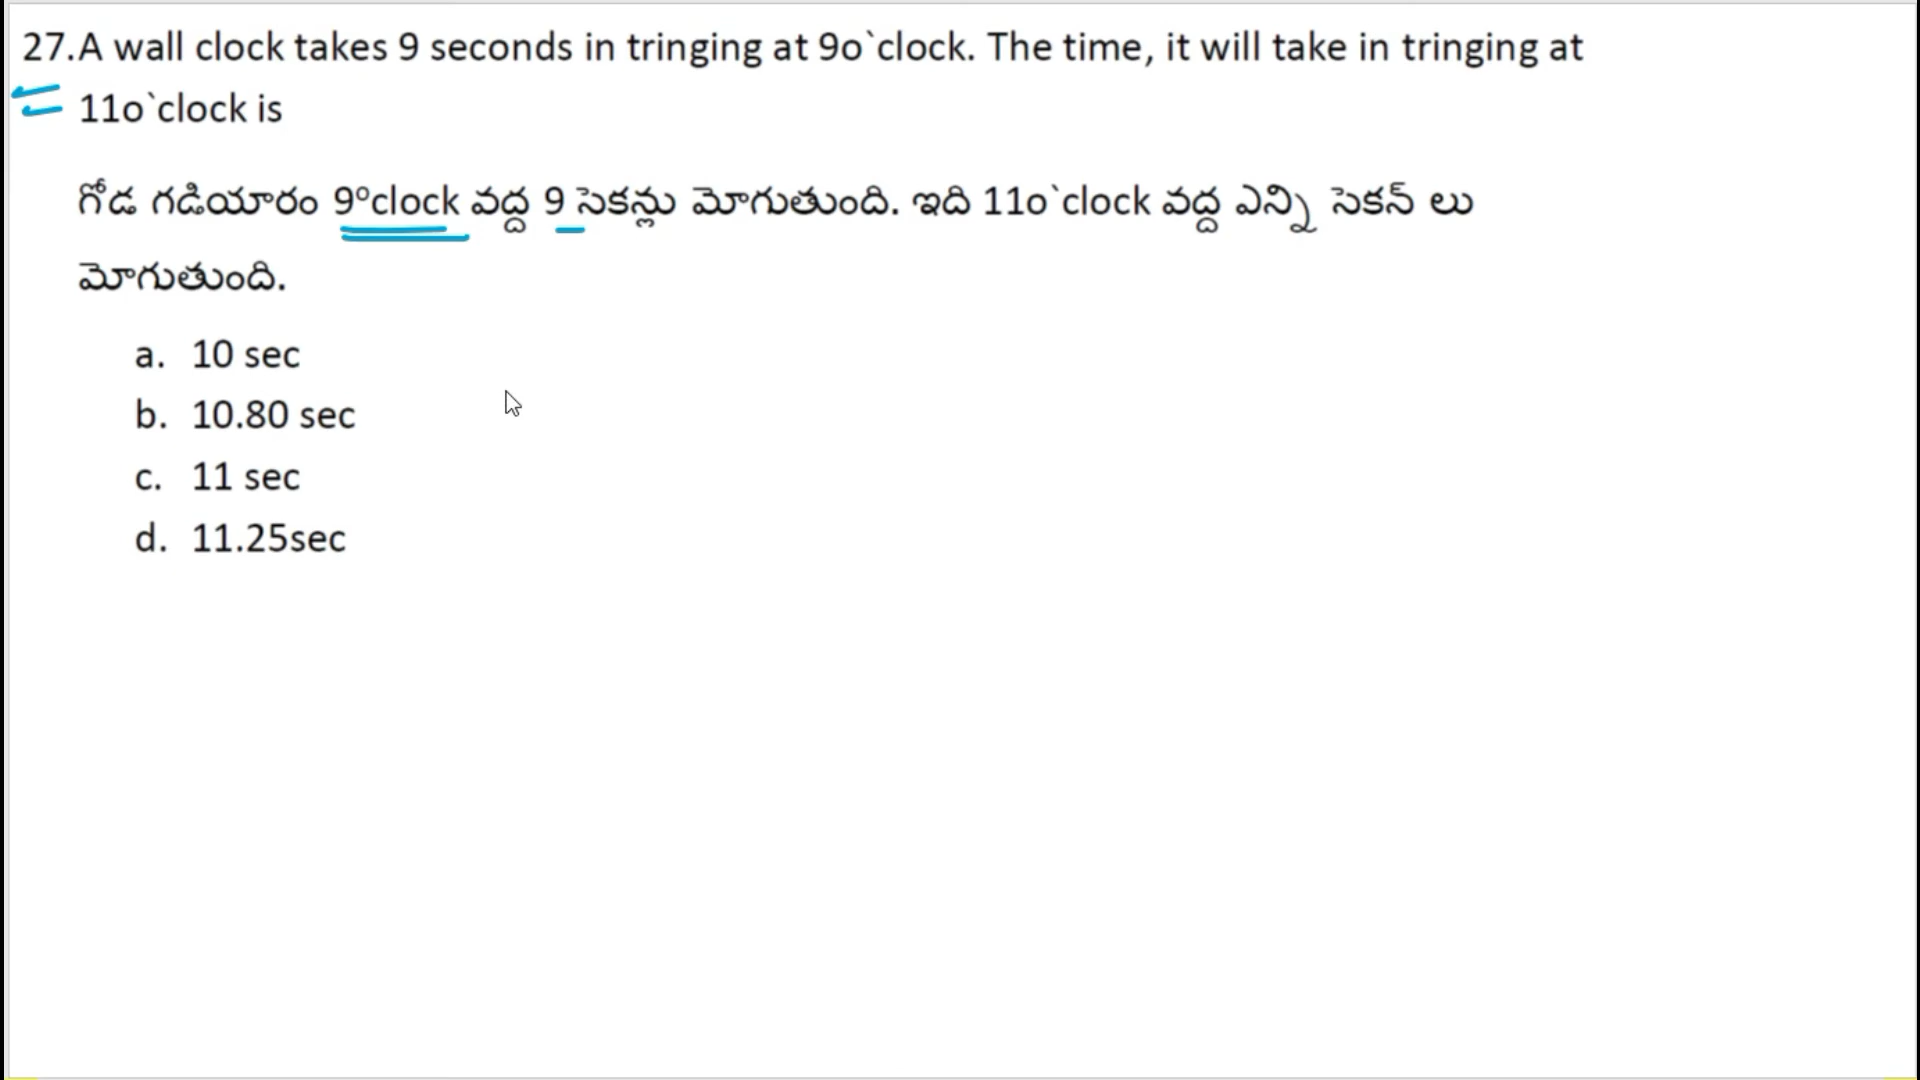 27.A wall clock takes 9 seconds in tringing at 9o`clock. The time, it will take in tringing at
11o`clock is
గోడ గడియారం 9°clock వద్ద 9 సెకన్లు మోగుతుంది. ఇది 11o`clock వద్ద ఎన్ని సెకన్ లు
మోగుతుంది.
a. 10 sec
b. 10.80 sec
c. 11 sec
d. 11.25sec